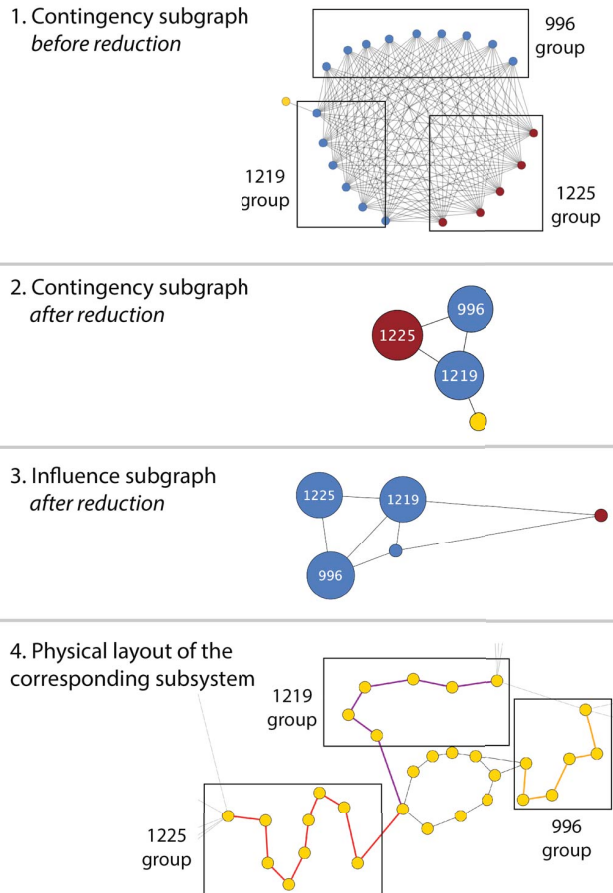 1. Contingency subgraph
before reduction
996
group
1219
group
1225
group
2. Contingency subgraph
after reduction
996
1225
1219
3. Influence subgraph
after reduction
1225
1219
996
4. Physical layout of the
corresponding subsystem
1219
group
1225
group
996
group